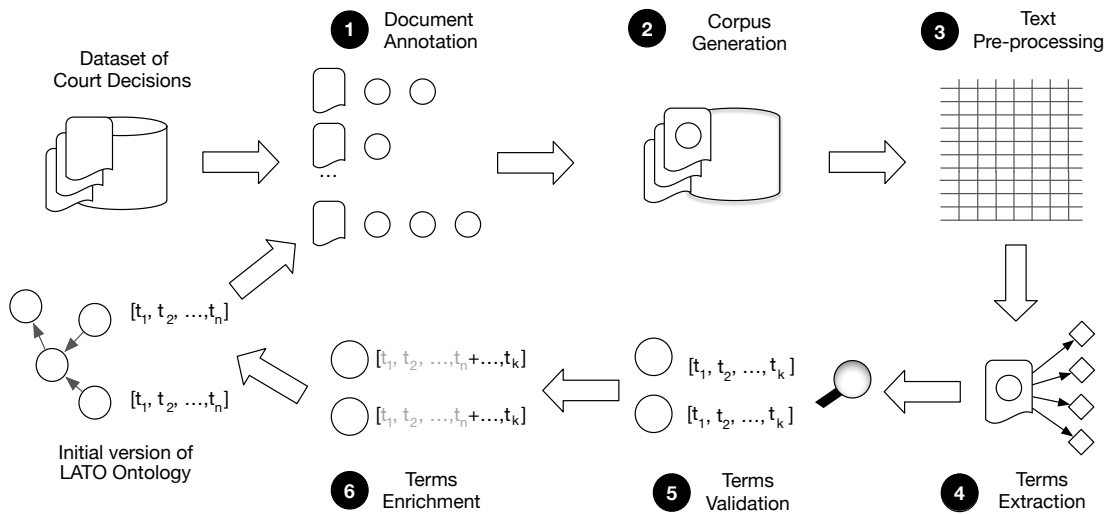 1 Document
Annotation
2 Corpus
Generation
3 Text
Pre-processing
Dataset of
Court Decisions
...
[t1, t2, ...,tn]
[t1, t2, ...,tn]
Initial version of
LATO Ontology
[t1, t2, ...,tn+...,tk]
[t1, t2, ...,tn+...,tk]
6 Terms
Enrichment
[t1, t2, ...,tk]
[t1, t2, ...,tk]
5 Terms
Validation
4 Terms
Extraction